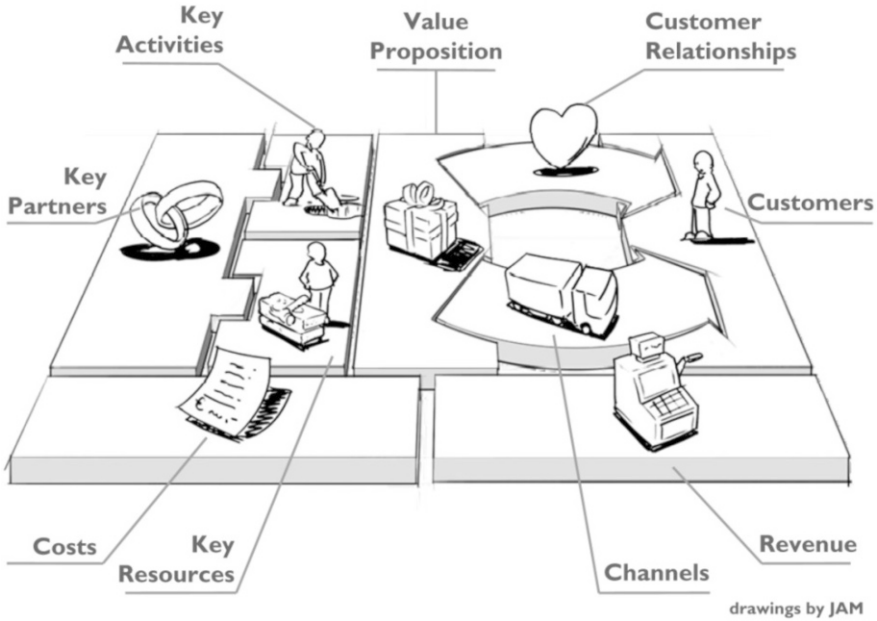 Key
Activities
Value
Proposition
Customer
Relationships
Key
Partners
Customers
Costs
Key
Resources
Channels
Revenue
drawings by JAM